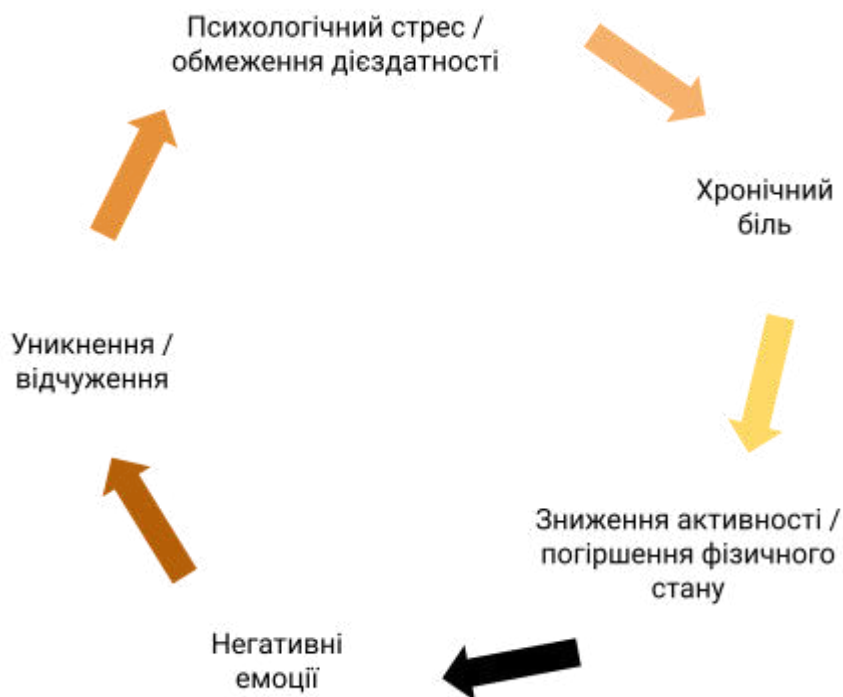 Психологічний стрес /
обмеження дієздатності
Хронічний
біль
Зниження активності /
погіршення фізичного
стану
Негативні
емоції
Уникнення /
відчуження